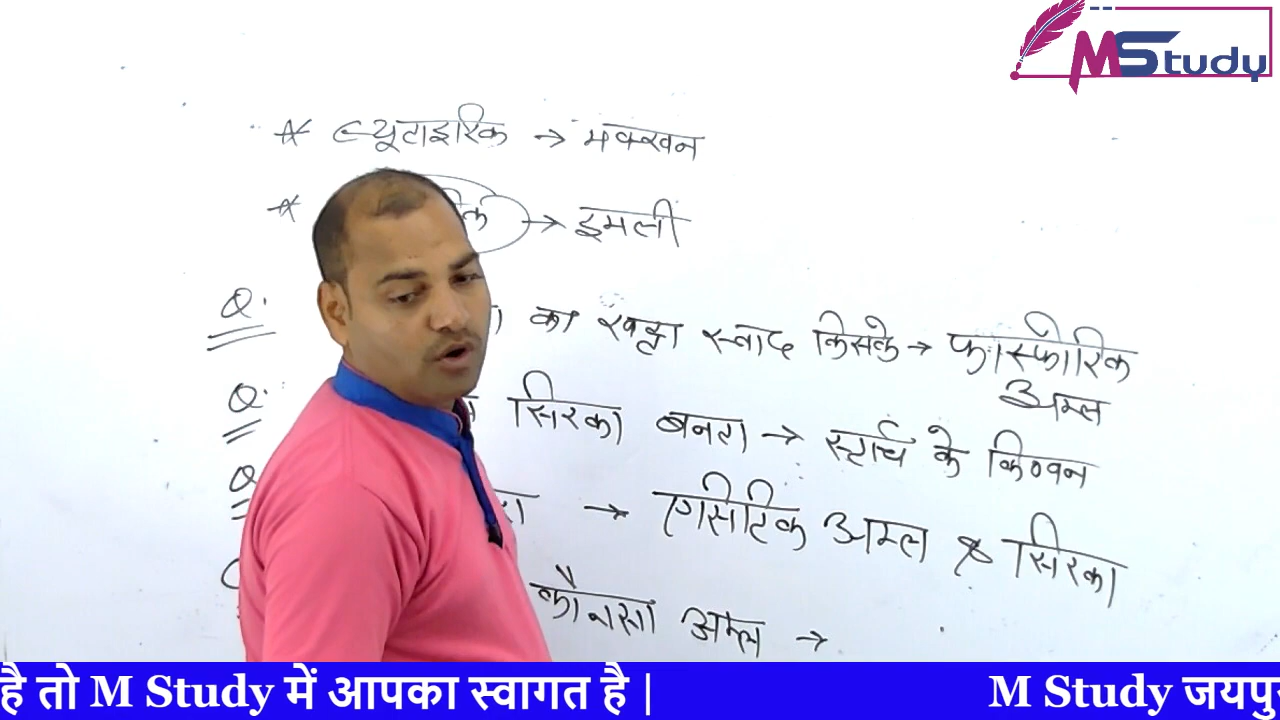 MStudy
* ब्यूटाइरिक → मक्खन
* → इमली
Q. का खट्टा स्वाद किसके → फास्फोरिक
अम्ल
Q. सिरका बनता → स्टार्च के किण्वन
Q → एसिटिक अम्ल & सिरका
कौनसा अम्ल →
है तो M Study में आपका स्वागत है | M Study जयपुर